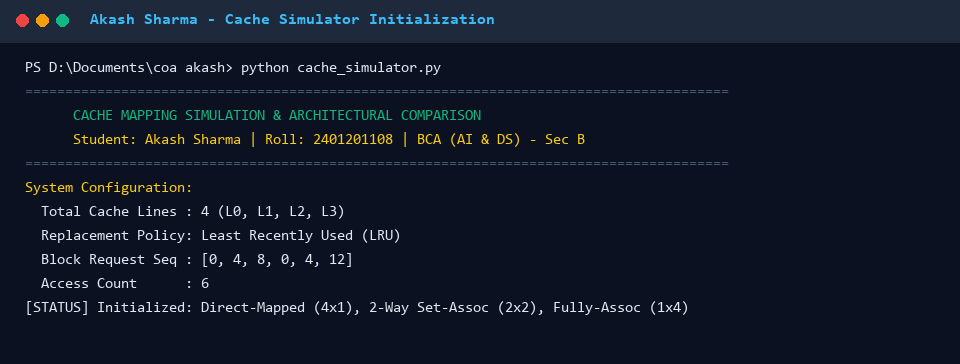 Akash Sharma - Cache Simulator Initialization
PS D:\Documents\coa akash> python cache_simulator.py
========================================================================================
CACHE MAPPING SIMULATION & ARCHITECTURAL COMPARISON
Student: Akash Sharma | Roll: 2401201108 | BCA (AI & DS) - Sec B
========================================================================================
System Configuration:
Total Cache Lines : 4 (L0, L1, L2, L3)
Replacement Policy: Least Recently Used (LRU)
Block Request Seq : [0, 4, 8, 0, 4, 12]
Access Count      : 6
[STATUS] Initialized: Direct-Mapped (4x1), 2-Way Set-Assoc (2x2), Fully-Assoc (1x4)